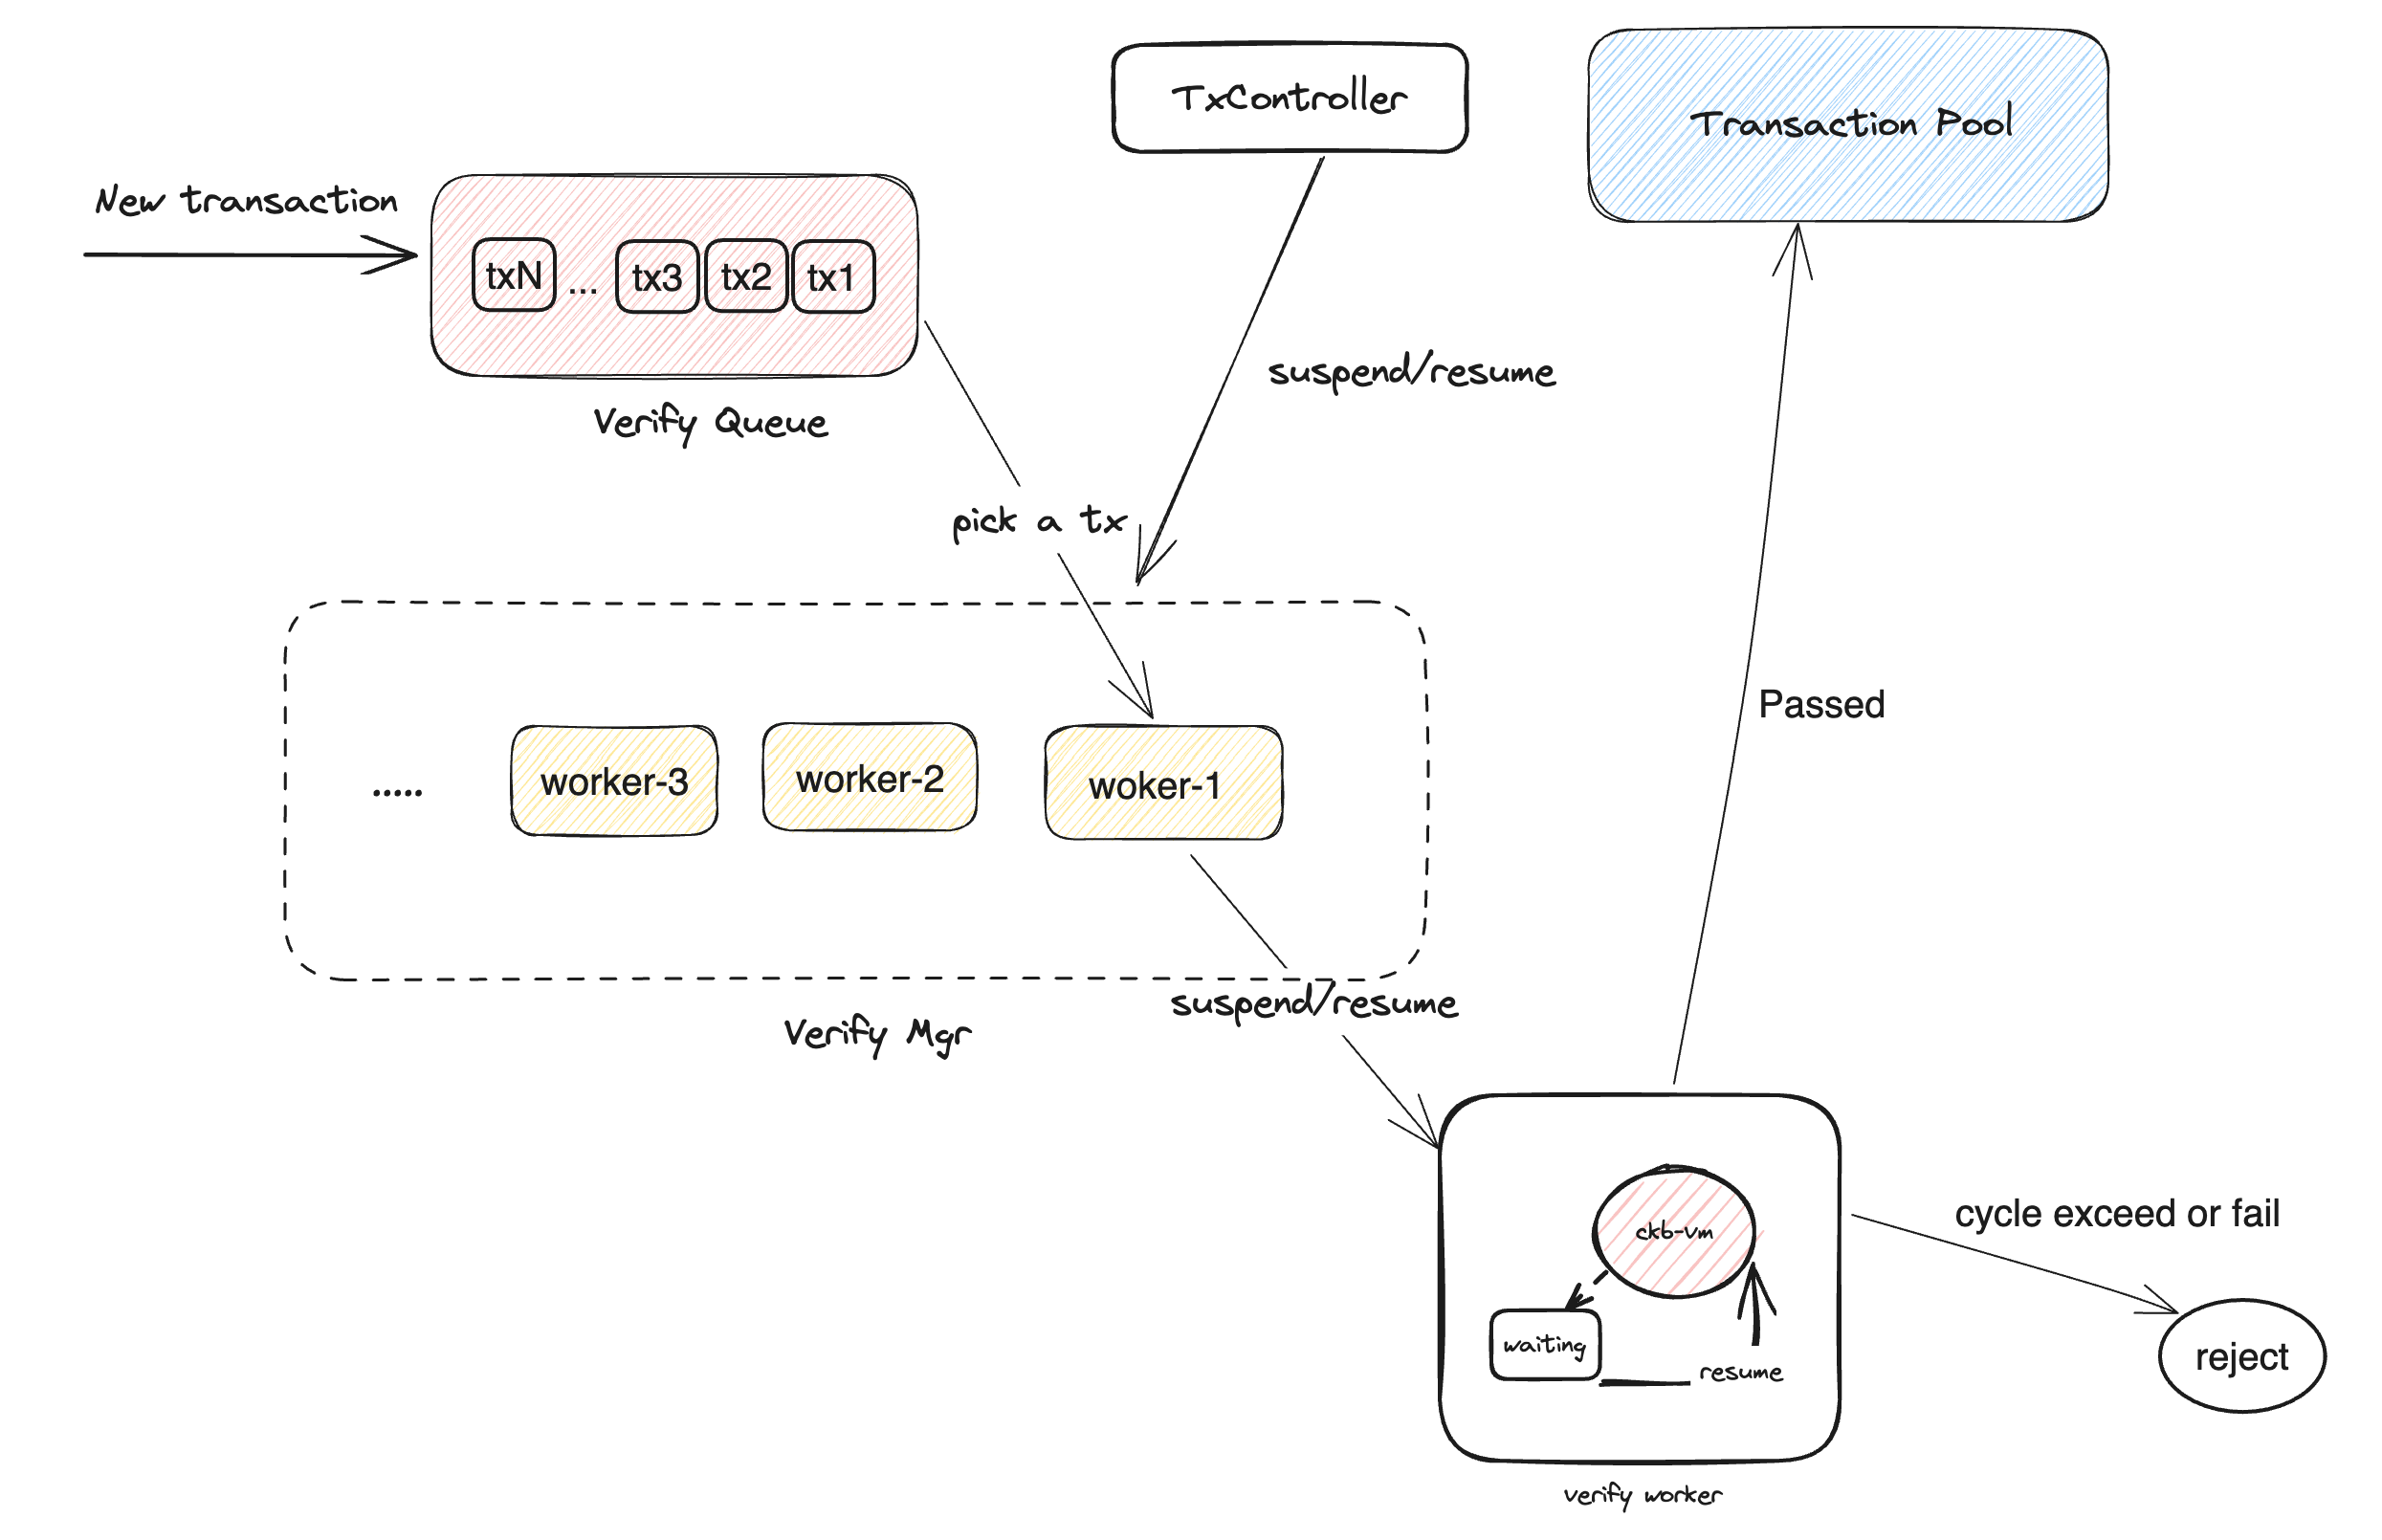 TxController
Transaction Pool
New transaction
txN
...
tx3
tx2
tx1
suspend/resume
Verify Queue
pick a tx
Passed
.....
worker-3
worker-2
woker-1
suspend/resume
Verify Mgr
cycle exceed or fail
ckb-vm
waiting
resume
reject
verify worker